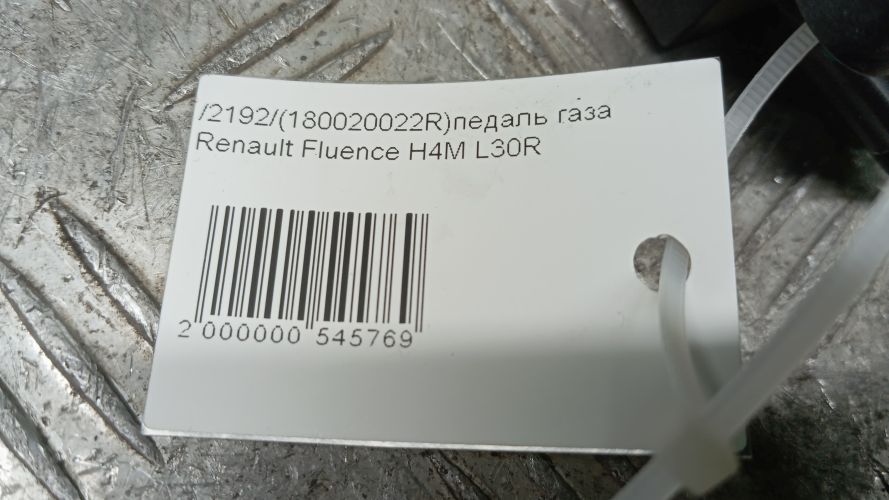 /2192/(180020022R)педаль газа
Renault Fluence H4M L30R
2 000000 545769